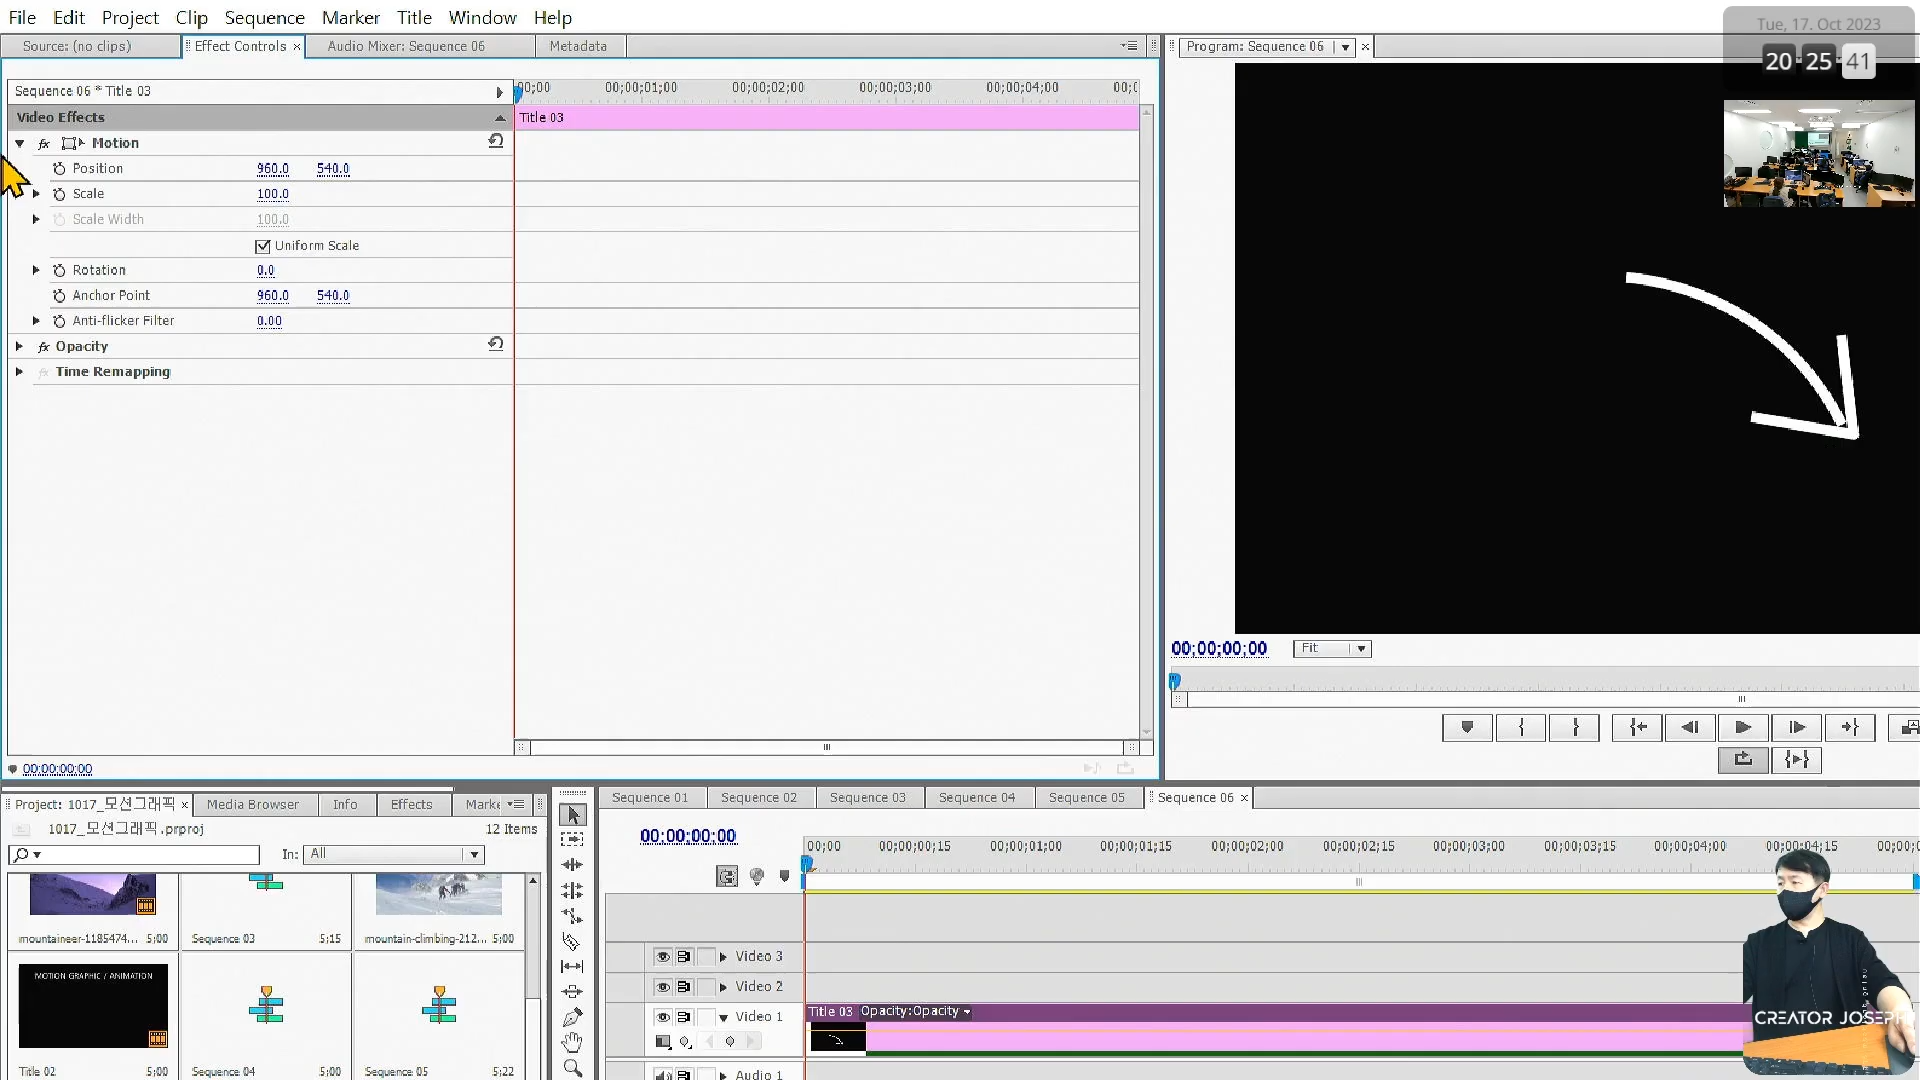 File Edit Project Clip Sequence Marker Title Window Help
Source: (no clips) Effect Controls × Audio Mixer: Sequence 06 Metadata
Program: Sequence 06
Tue, 17. Oct 2023
20 25 41
Sequence 06 * Title 03
00;00 00;00;01;00 00;00;02;00 00;00;03;00 00;00;04;00
Video Effects
Title 03
fx Motion
Position 960.0 540.0
Scale 100.0
Scale Width 100.0
Uniform Scale
Rotation 0.0
Anchor Point 960.0 540.0
Anti-flicker Filter 0.00
fx Opacity
fx Time Remapping
00;00;00;00 Fit
00;00;00;00
Project: 1017_모션그래픽 × Media Browser Info Effects Marke
1017_모션그래픽.prproj 12 Items
In: All
mountaineer-1185474... 5;00 Sequence 03 5;15 mountain-climbing-212... 5;00
MOTION GRAPHIC / ANIMATION
Title 02 5;00 Sequence 04 5;00 Sequence 05 5;22
Sequence 01 Sequence 02 Sequence 03 Sequence 04 Sequence 05 Sequence 06 ×
00;00;00;00
00;00 00;00;00;15 00;00;01;00 00;00;01;15 00;00;02;00 00;00;02;15 00;00;03;00 00;00;03;15 00;00;04;00 00;00;04;15
Video 3
Video 2
Video 1
Title 03 Opacity:Opacity
Audio 1
CREATOR JOSEPH